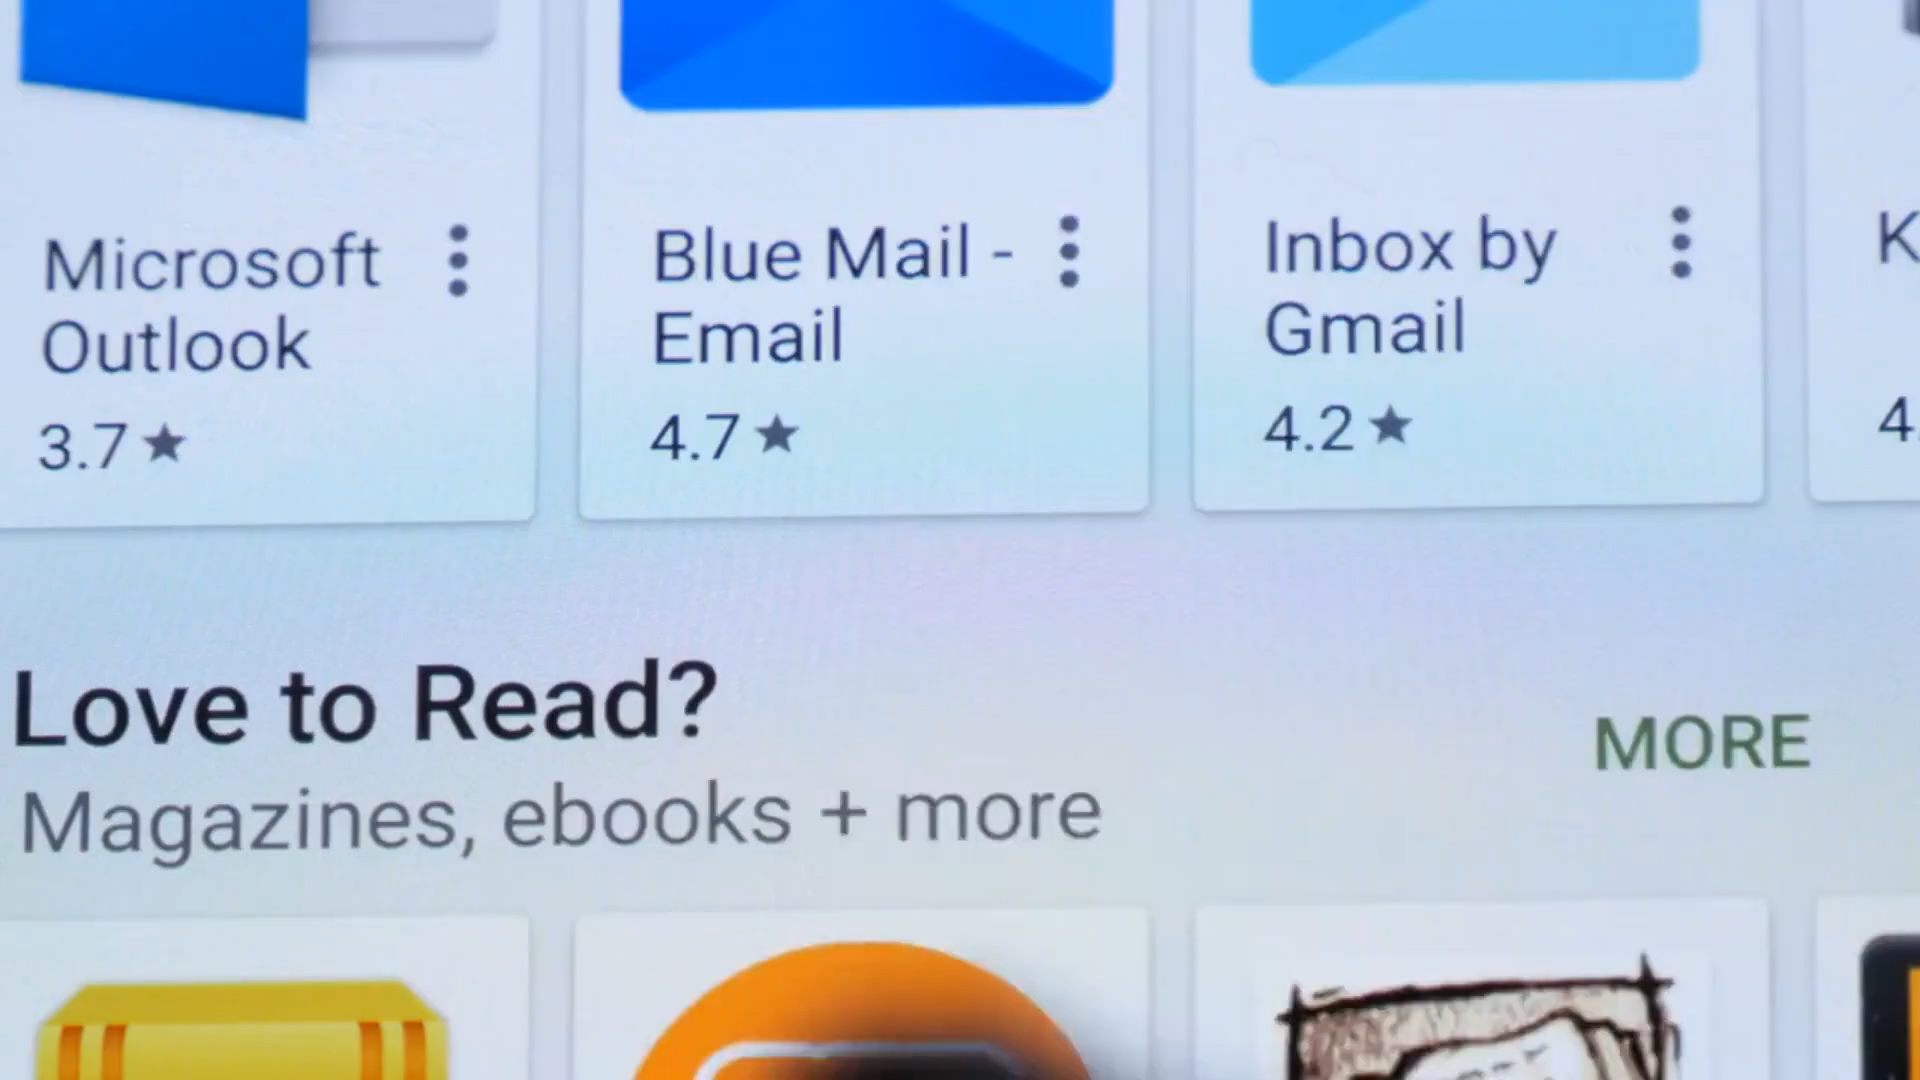 Microsoft
Outlook
3.7
Blue Mail -
Email
4.7
Inbox by
Gmail
4.2
Love to Read?
Magazines, ebooks + more
MORE